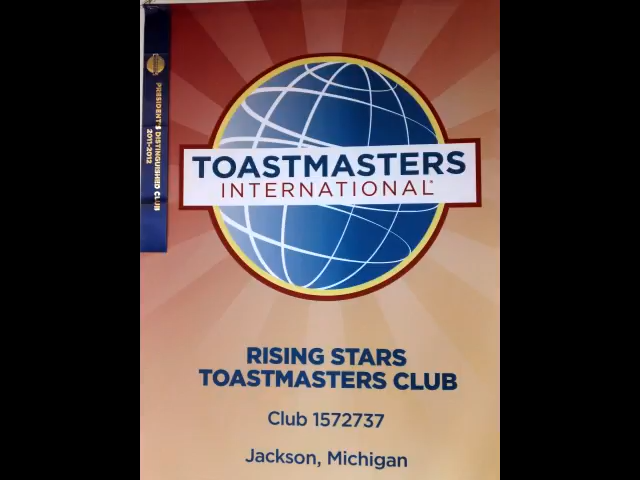 PRESIDENT'S DISTINGUISHED CLUB
2011-2012
TOASTMASTERS
INTERNATIONAL
RISING STARS
TOASTMASTERS CLUB
Club 1572737
Jackson, Michigan